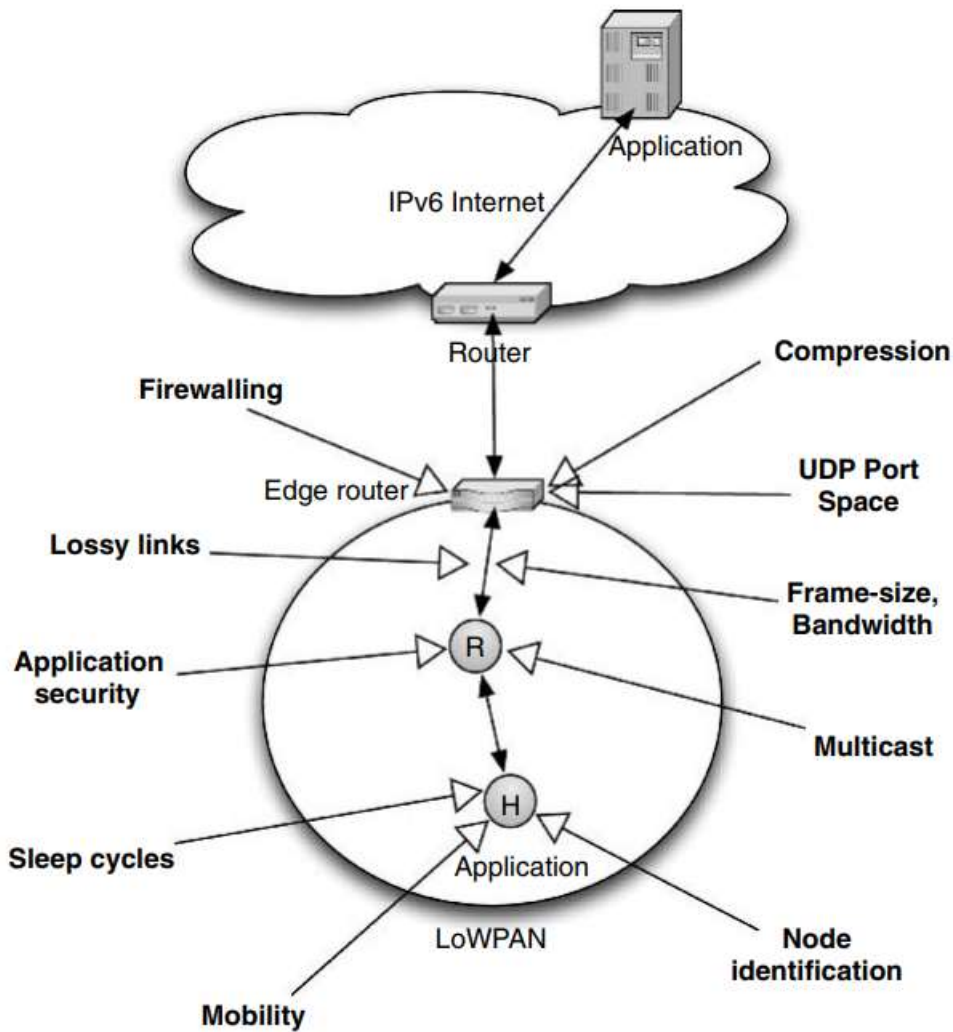 Application
IPv6 Internet
Router
Compression
Firewalling
UDP Port
Space
Edge router
Lossy links
Frame-size,
Bandwidth
R
Application
security
Multicast
H
Sleep cycles
Application
LoWPAN
Node
identification
Mobility